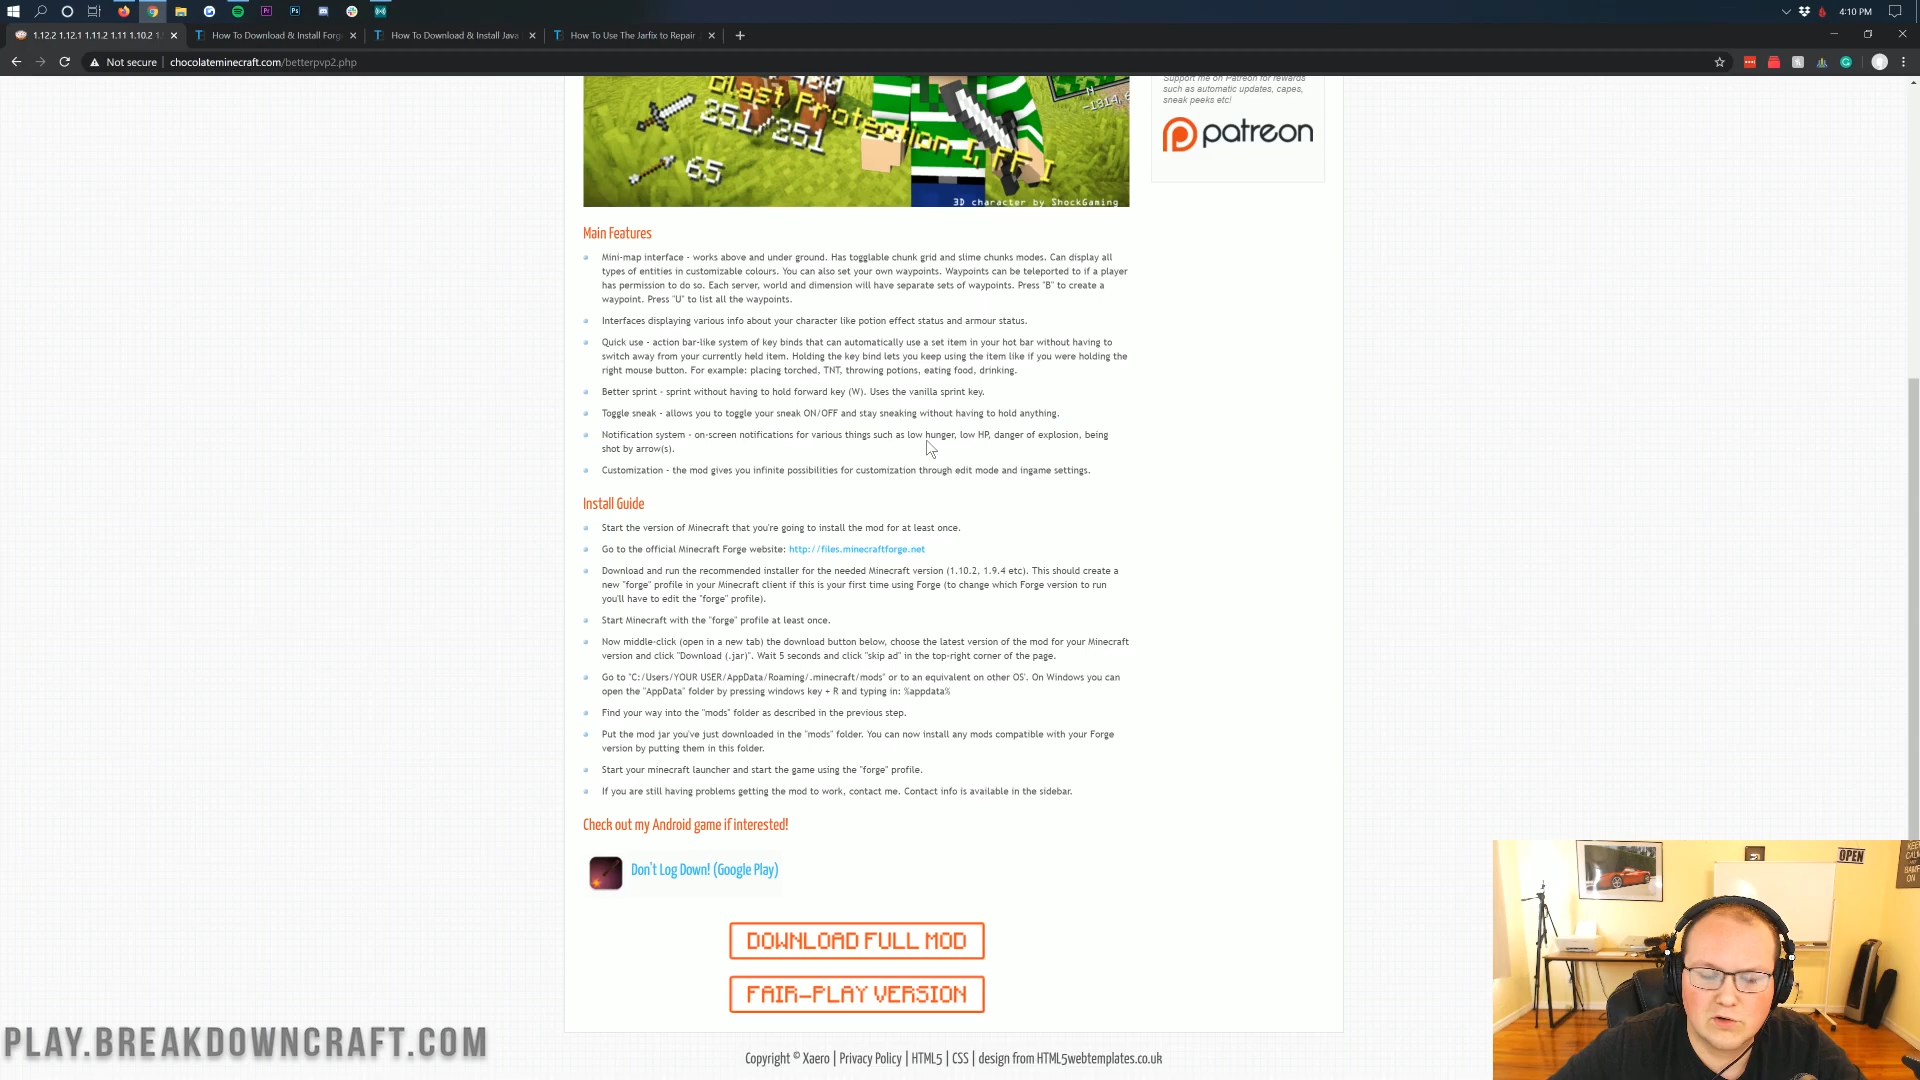 4:10 PM
1.12.2 1.12.1 1.11.2 1.11 1.10.2 1.
How To Download & Install Forg
How To Download & Install Java
How To Use The Jarfix to Repair
Not secure
chocolateminecraft.com/betterpvp2.php
Support me on Patreon for rewards
such as automatic updates, capes,
sneak peeks etc!
patreon
Blast Protection I, FF I
251/251
65
3D character by ShockGaming
Main Features
Mini-map interface - works above and under ground. Has togglable chunk grid and slime chunks modes. Can display all
types of entities in customizable colours. You can also set your own waypoints. Waypoints can be teleported to if a player
has permission to do so. Each server, world and dimension will have separate sets of waypoints. Press "B" to create a
waypoint. Press "U" to list all the waypoints.
Interfaces displaying various info about your character like potion effect status and armour status.
Quick use - action bar-like system of key binds that can automatically use a set item in your hot bar without having to
switch away from your currently held item. Holding the key bind lets you keep using the item like if you were holding the
right mouse button. For example: placing torched, TNT, throwing potions, eating food, drinking.
Better sprint - sprint without having to hold forward key (W). Uses the vanilla sprint key.
Toggle sneak - allows you to toggle your sneak ON/OFF and stay sneaking without having to hold anything.
Notification system - on-screen notifications for various things such as low hunger, low HP, danger of explosion, being
shot by arrow(s).
Customization - the mod gives you infinite possibilities for customization through edit mode and ingame settings.
Install Guide
Start the version of Minecraft that you're going to install the mod for at least once.
Go to the official Minecraft Forge website: http://files.minecraftforge.net
Download and run the recommended installer for the needed Minecraft version (1.10.2, 1.9.4 etc). This should create a
new "forge" profile in your Minecraft client if this is your first time using Forge (to change which Forge version to run
you'll have to edit the "forge" profile).
Start Minecraft with the "forge" profile at least once.
Now middle-click (open in a new tab) the download button below, choose the latest version of the mod for your Minecraft
version and click "Download (.jar)". Wait 5 seconds and click "skip ad" in the top-right corner of the page.
Go to "C:/Users/YOUR USER/AppData/Roaming/.minecraft/mods" or to an equivalent on other OS'. On Windows you can
open the "AppData" folder by pressing windows key + R and typing in: %appdata%
Find your way into the "mods" folder as described in the previous step.
Put the mod jar you've just downloaded in the "mods" folder. You can now install any mods compatible with your Forge
version by putting them in this folder.
Start your minecraft launcher and start the game using the "forge" profile.
If you are still having problems getting the mod to work, contact me. Contact info is available in the sidebar.
Check out my Android game if interested!
Don't Log Down! (Google Play)
DOWNLOAD FULL MOD
FAIR-PLAY VERSION
OPEN
PLAY.BREAKDOWNCRAFT.COM
Copyright © Xaero | Privacy Policy | HTML5 | CSS | design from HTML5webtemplates.co.uk